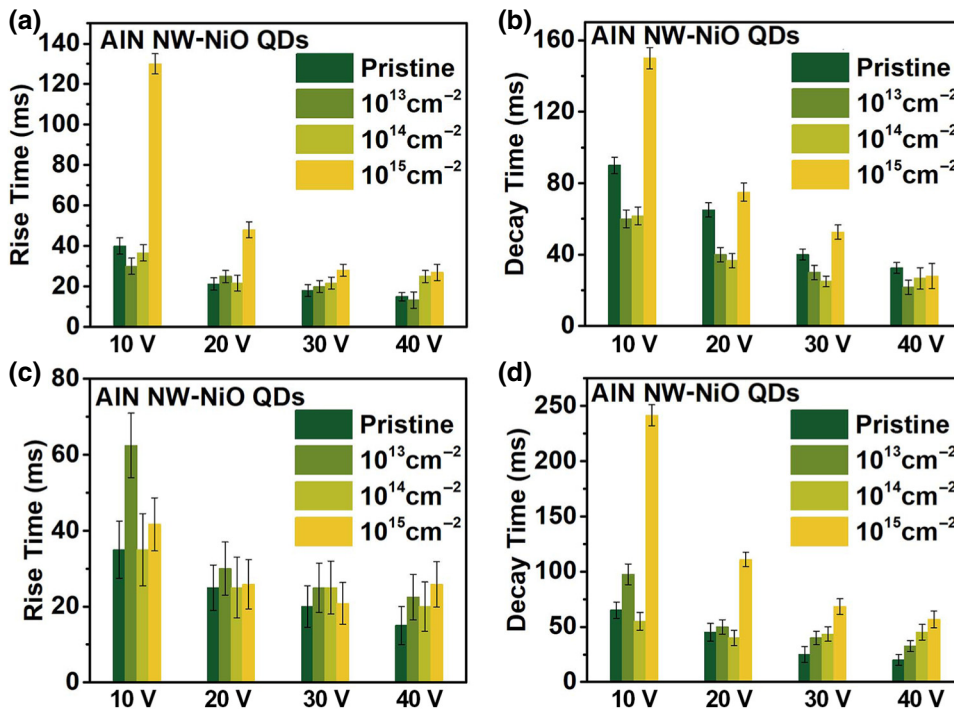 (a)
AlN NW-NiO QDs
Pristine
10¹³cm⁻²
10¹⁴cm⁻²
10¹⁵cm⁻²
Rise Time (ms)
140
120
100
80
60
40
20
0
10 V 20 V 30 V 40 V
(b)
AlN NW-NiO QDs
Pristine
10¹³cm⁻²
10¹⁴cm⁻²
10¹⁵cm⁻²
Decay Time (ms)
160
120
80
40
0
10 V 20 V 30 V 40 V
(c)
AlN NW-NiO QDs
Pristine
10¹³cm⁻²
10¹⁴cm⁻²
10¹⁵cm⁻²
Rise Time (ms)
80
60
40
20
0
10 V 20 V 30 V 40 V
(d)
AlN NW-NiO QDs
Pristine
10¹³cm⁻²
10¹⁴cm⁻²
10¹⁵cm⁻²
Decay Time (ms)
250
200
150
100
50
0
10 V 20 V 30 V 40 V